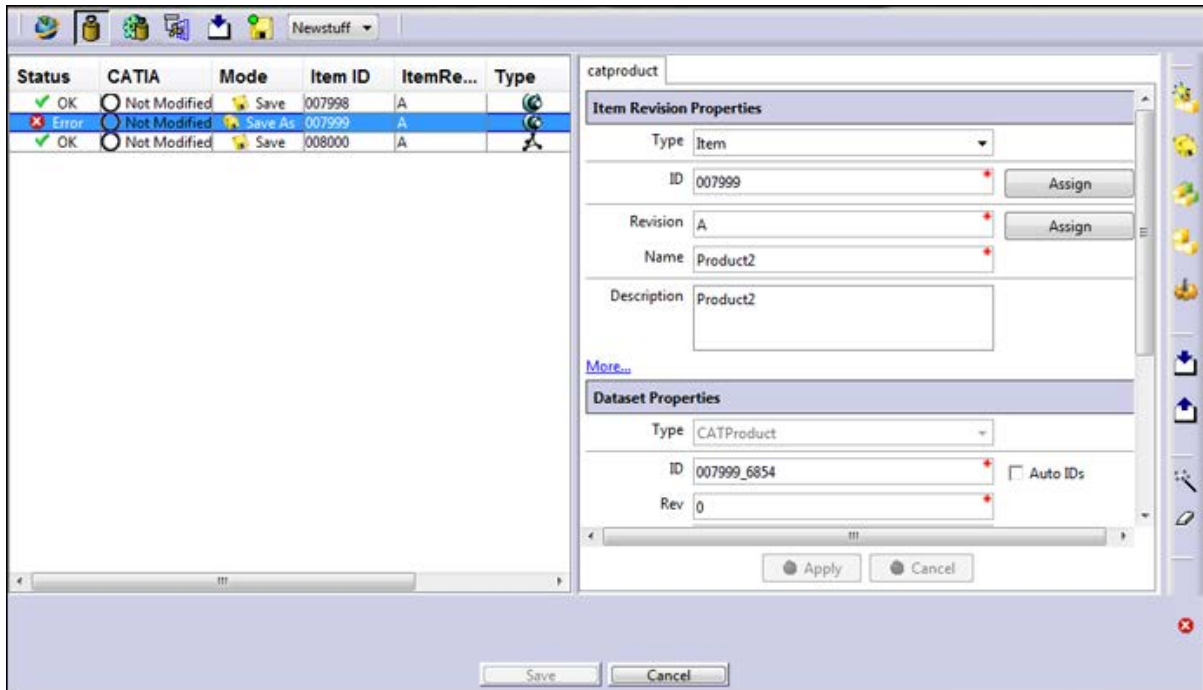 Newstuff
Status CATIA Mode Item ID ItemRe... Type
OK Not Modified Save 007998 A
Error Not Modified Save As 007999 A
OK Not Modified Save 008000 A
catproduct
Item Revision Properties
Type Item
ID 007999 * Assign
Revision A * Assign
Name Product2 *
Description Product2
More...
Dataset Properties
Type CATProduct
ID 007999_6854 * Auto IDs
Rev 0 *
Apply Cancel
Save Cancel